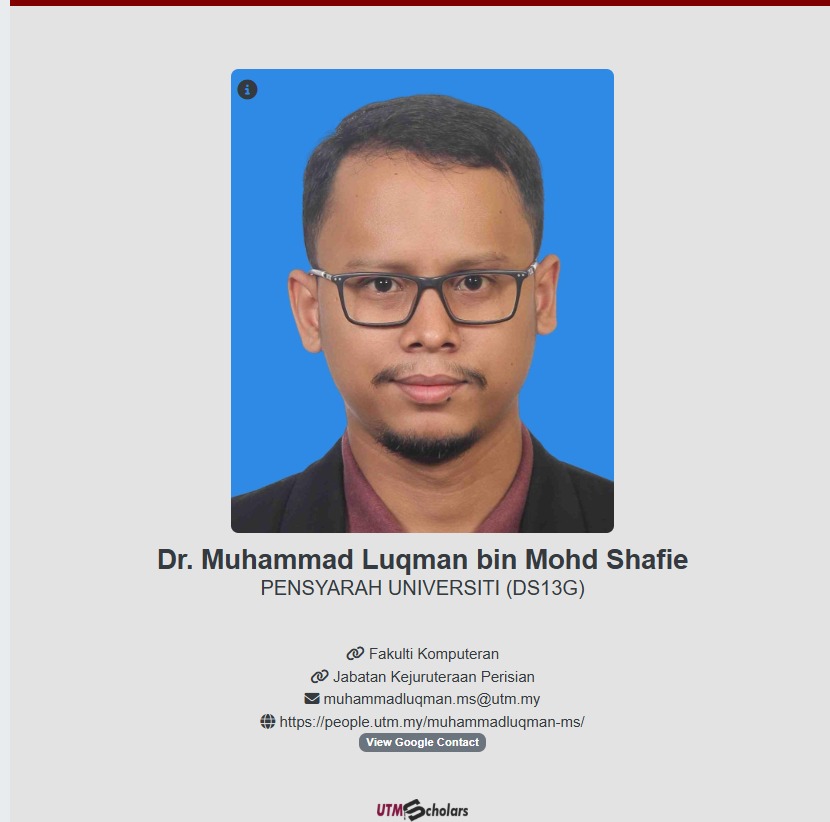 Dr. Muhammad Luqman bin Mohd Shafie
PENSYARAH UNIVERSITI (DS13G)
Fakulti Komputeran
Jabatan Kejuruteraan Perisian
muhammadluqman.ms@utm.my
https://people.utm.my/muhammadluqman-ms/
View Google Contact
UTMScholars